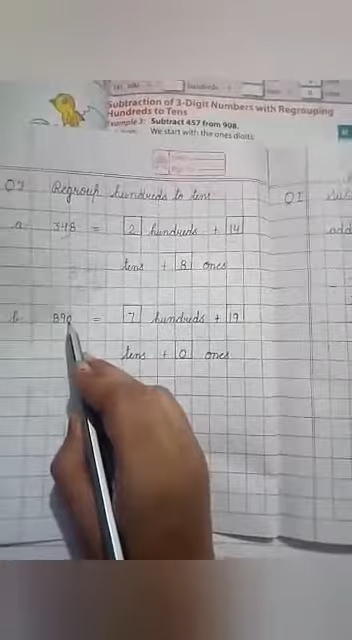 Hundreds
Subtraction of 3-Digit Numbers with Regrouping
Hundreds to Tens
Example 3: Subtract 457 from 908.
We start with the ones digits
Regroup hundreds to tens
Q1
a 348 = 2 hundreds + 14
tens + 8 ones
add
b 890 = 7 hundreds + 19
tens + 0 ones